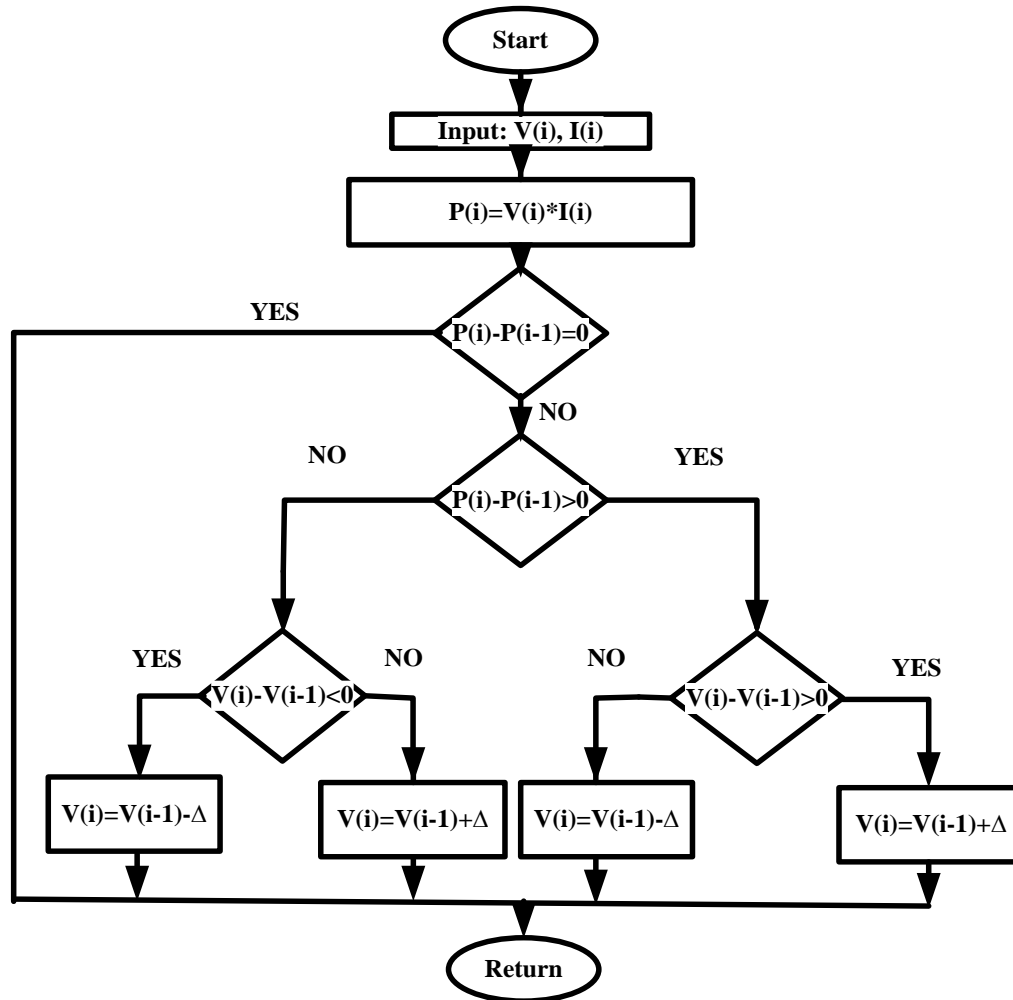 Start
Input: V(i), I(i)
P(i)=V(i)*I(i)
YES
P(i)-P(i-1)=0
NO
NO
YES
P(i)-P(i-1)>0
YES
NO
NO
YES
V(i)-V(i-1)<0
V(i)-V(i-1)>0
V(i)=V(i-1)-Δ
V(i)=V(i-1)+Δ
V(i)=V(i-1)-Δ
V(i)=V(i-1)+Δ
Return